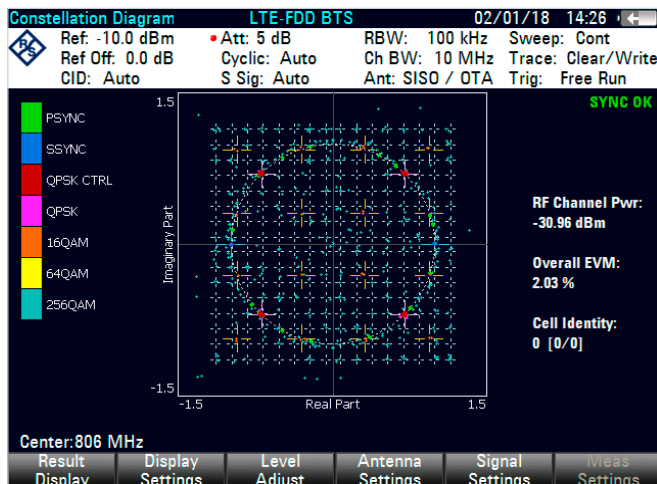 Constellation Diagram LTE-FDD BTS 02/01/18 14:26
R&S
Ref: -10.0 dBm Att: 5 dB RBW: 100 kHz Sweep: Cont
Ref Off: 0.0 dB Cyclic: Auto Ch BW: 10 MHz Trace: Clear/Write
CID: Auto S Sig: Auto Ant: SISO / OTA Trig: Free Run
SYNC OK
PSYNC
SSYNC
QPSK CTRL
QPSK
16QAM
64QAM
256QAM
1.5
Imaginary Part
-1.5
-1.5 Real Part 1.5
RF Channel Pwr:
-30.96 dBm
Overall EVM:
2.03 %
Cell Identity:
0 [0/0]
Center:806 MHz
Result Display Level Antenna Signal Meas
Display Settings Adjust Settings Settings Settings